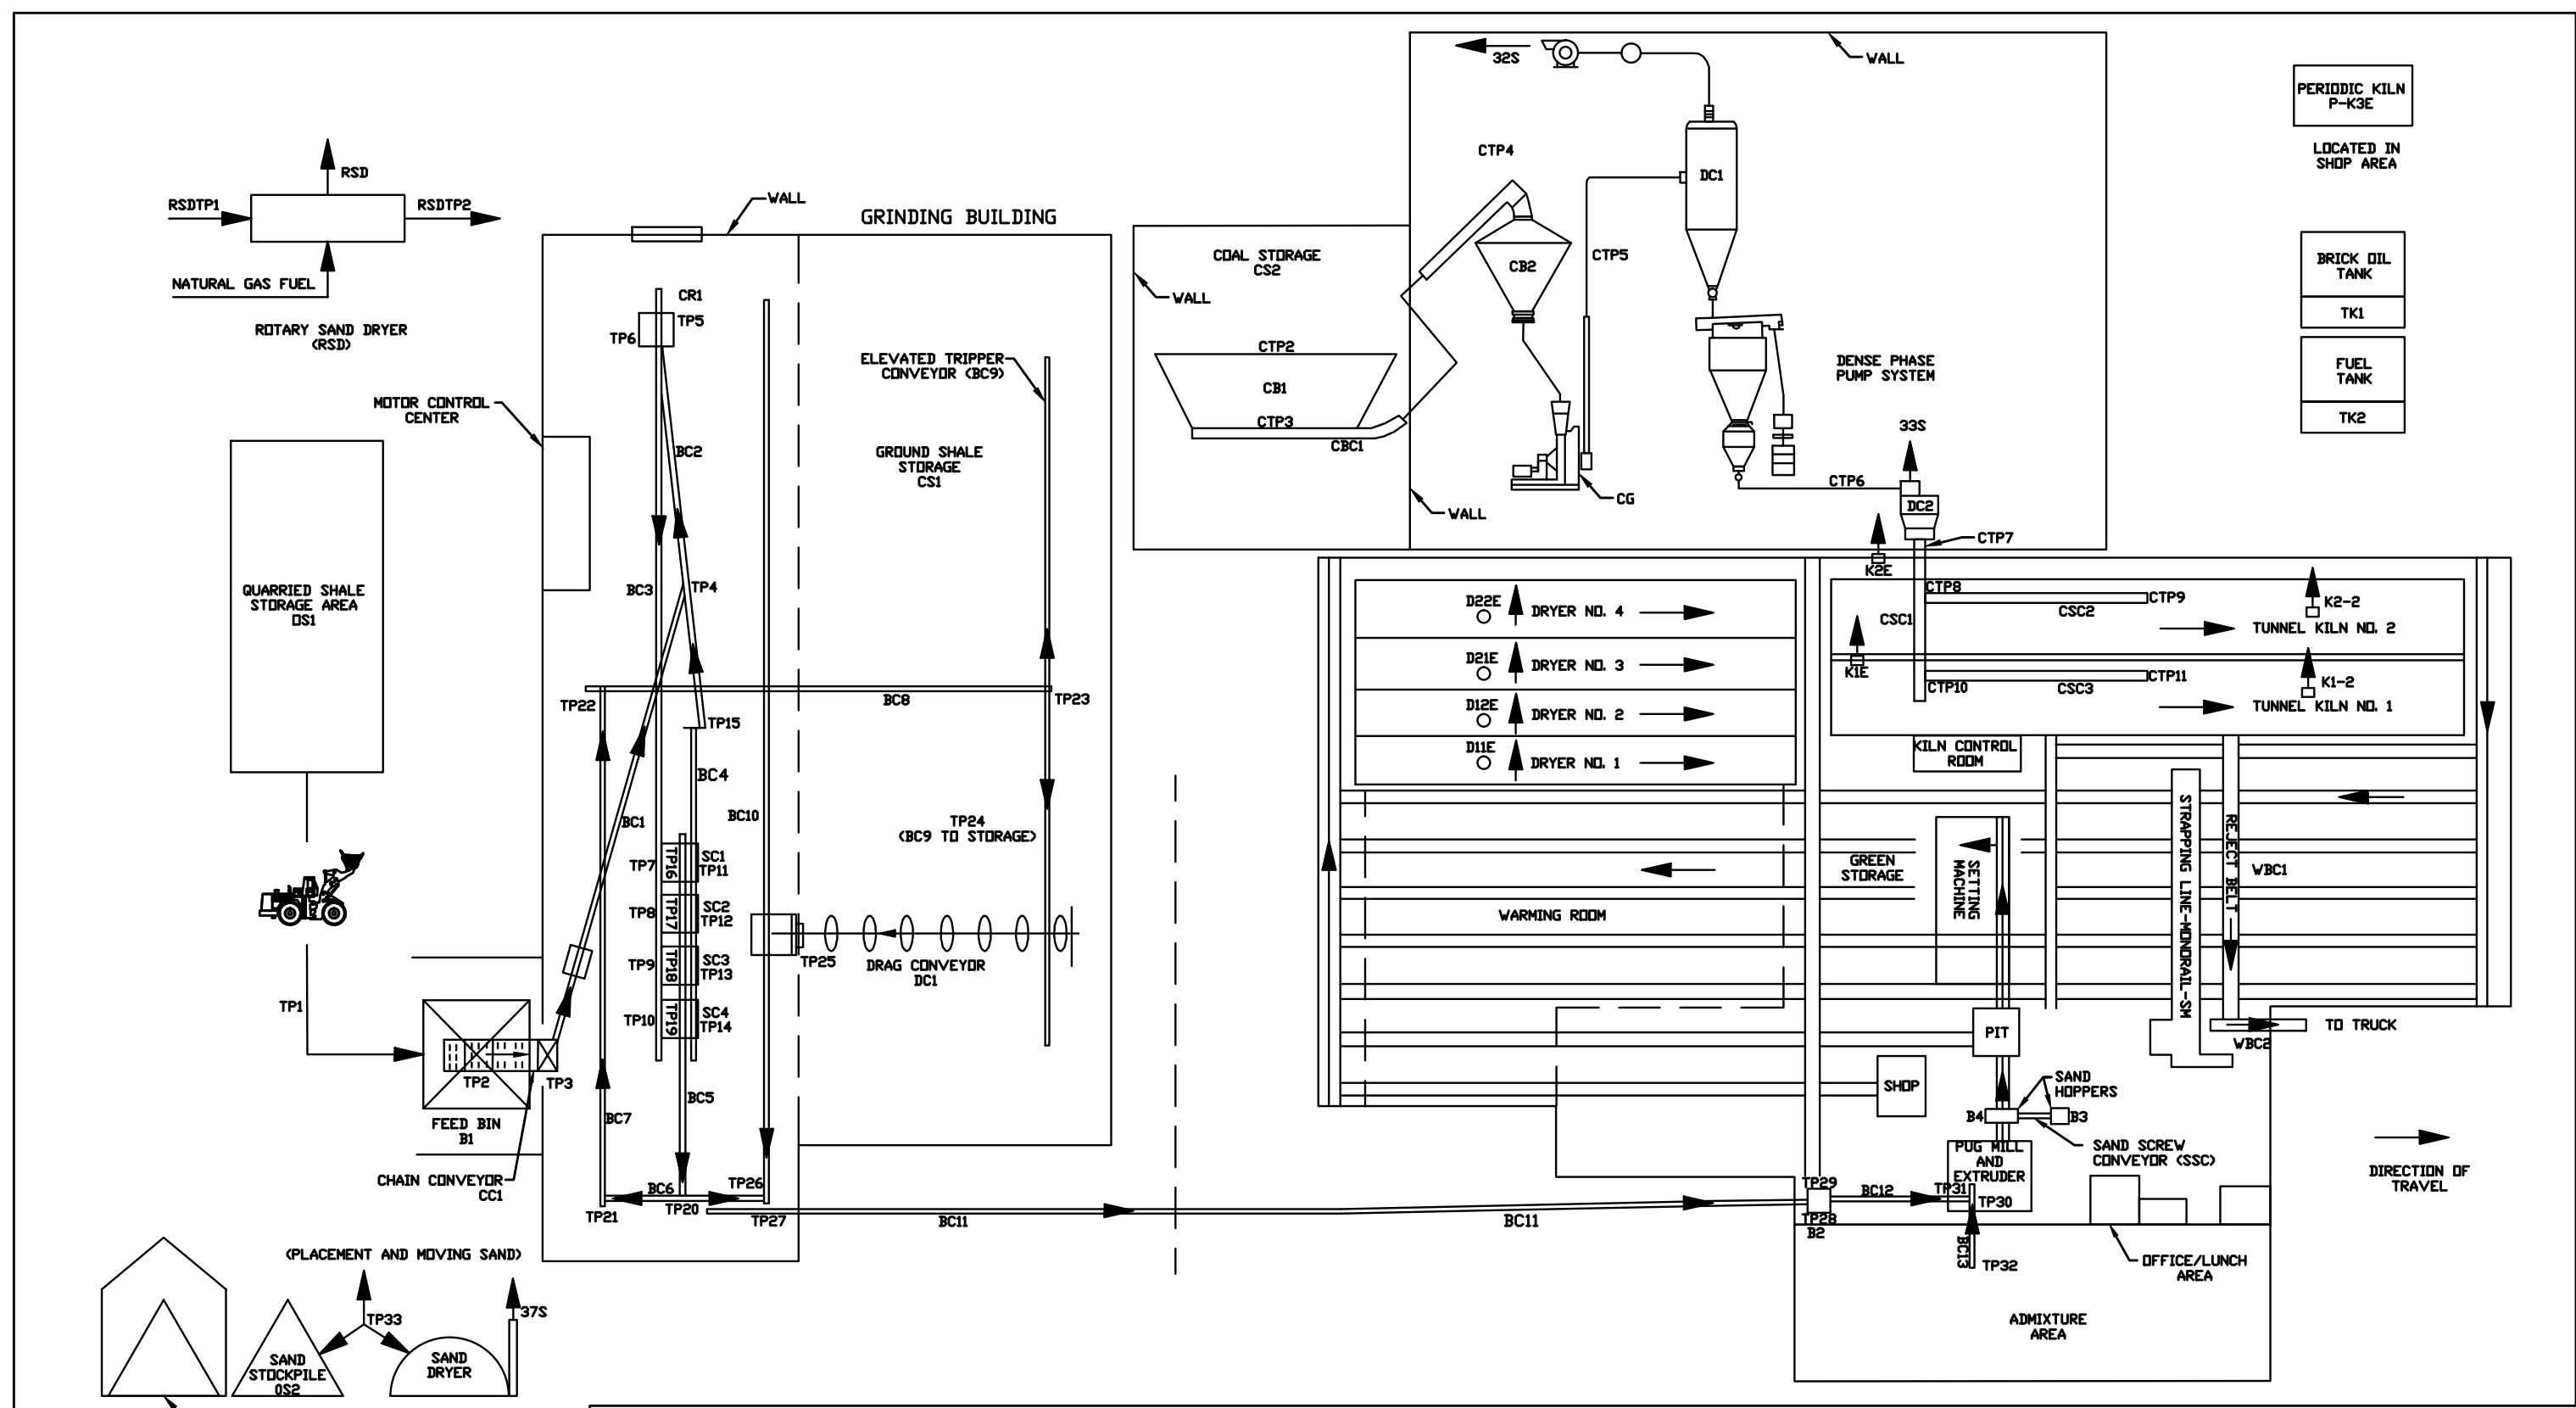 32S
WALL
PERIODIC KILN
P-K3E
LOCATED IN
SHOP AREA
RSD
RSDTP1
RSDTP2
NATURAL GAS FUEL
ROTARY SAND DRYER
(RSD)
WALL
GRINDING BUILDING
CTP4
DC1
COAL STORAGE
CS2
WALL
CB2
CTP5
BRICK OIL
TANK
TK1
FUEL
TANK
TK2
CR1
TP5
TP6
ELEVATED TRIPPER
CONVEYOR (BC9)
CTP2
CB1
CTP3
CBC1
DENSE PHASE
PUMP SYSTEM
MOTOR CONTROL
CENTER
BC2
GROUND SHALE
STORAGE
CS1
33S
CTP6
CG
WALL
DC2
CTP7
K2E
QUARRIED SHALE
STORAGE AREA
OS1
BC3
TP4
D22E
DRYER NO. 4
CTP8
CTP9
CSC1
CSC2
K2-2
TUNNEL KILN NO. 2
D21E
DRYER NO. 3
K1E
CTP10
CTP11
CSC3
K1-2
TUNNEL KILN NO. 1
TP22
BC8
TP23
TP15
D12E
DRYER NO. 2
D11E
DRYER NO. 1
KILN CONTROL
ROOM
BC4
BC1
BC10
TP24
(BC9 TO STORAGE)
TP7
TP16
SC1
TP11
TP8
TP17
SC2
TP12
TP9
TP18
SC3
TP13
TP10
TP19
SC4
TP14
TP25
DRAG CONVEYOR
DC1
WARMING ROOM
GREEN
STORAGE
SETTING
MACHINE
STRAPPING LINE-MONORAIL-SM
REJECT BELT
WBC1
TP1
TP2
TP3
FEED BIN
B1
CHAIN CONVEYOR
CC1
BC7
BC5
PIT
TO TRUCK
WBC2
SHOP
SAND
HOPPERS
B4
B3
PUG MILL
AND
EXTRUDER
SAND SCREW
CONVEYOR (SSC)
DIRECTION OF
TRAVEL
BC6
TP20
TP21
TP26
TP27
BC11
BC11
TP29
TP28
B2
BC12
TP31
TP30
BC13
TP32
OFFICE/LUNCH
AREA
ADMIXTURE
AREA
(PLACEMENT AND MOVING SAND)
TP33
37S
SAND
STOCKPILE
OS2
SAND
DRYER